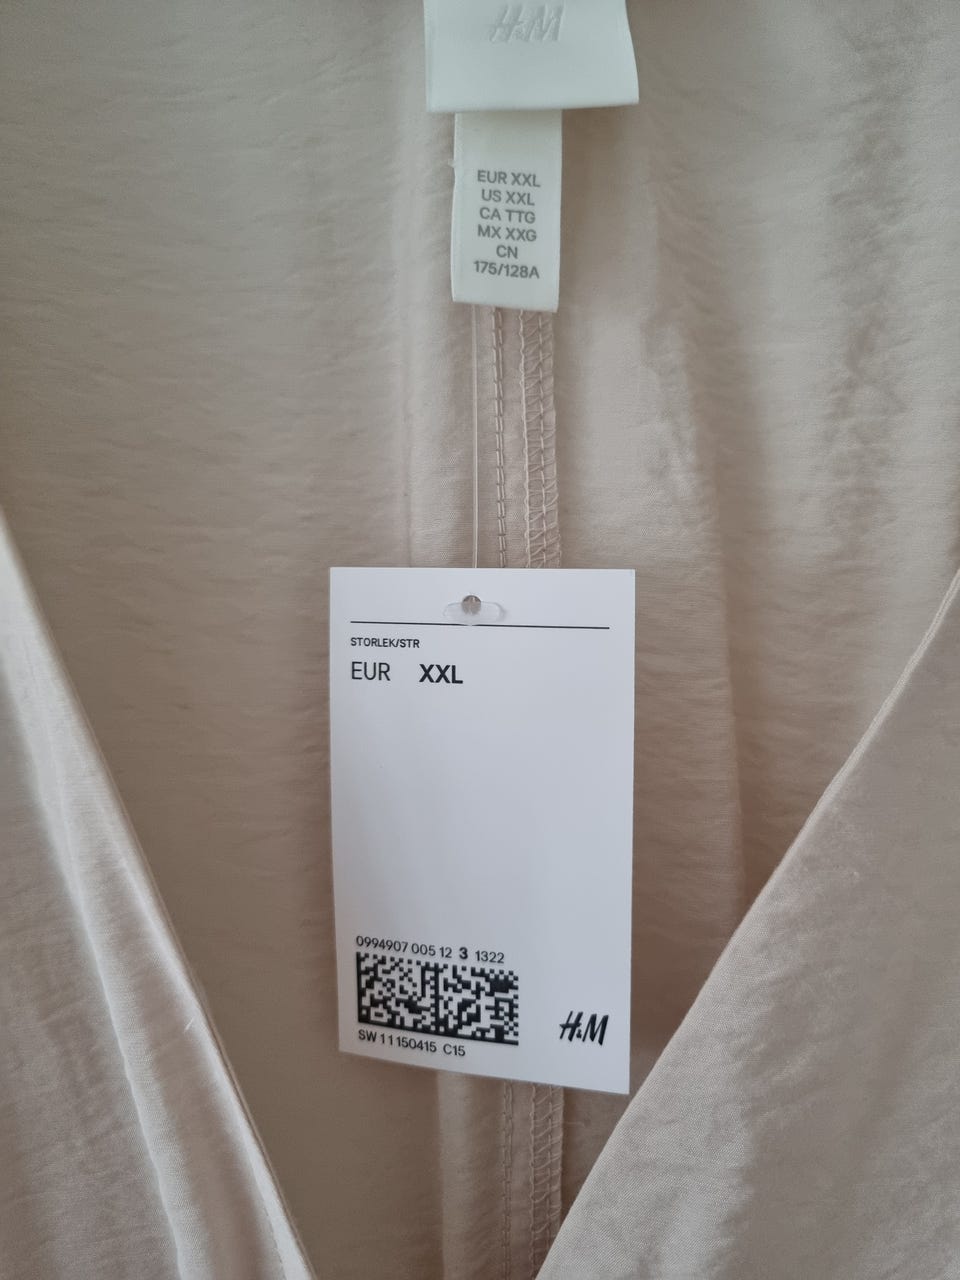 H&M
EUR XXL
US XXL
CA TTG
MX XXG
CN
175/128A
STORLEK/STR
EUR XXL
0994907 005 12 3 1322
SW 11150415 C15
H&M